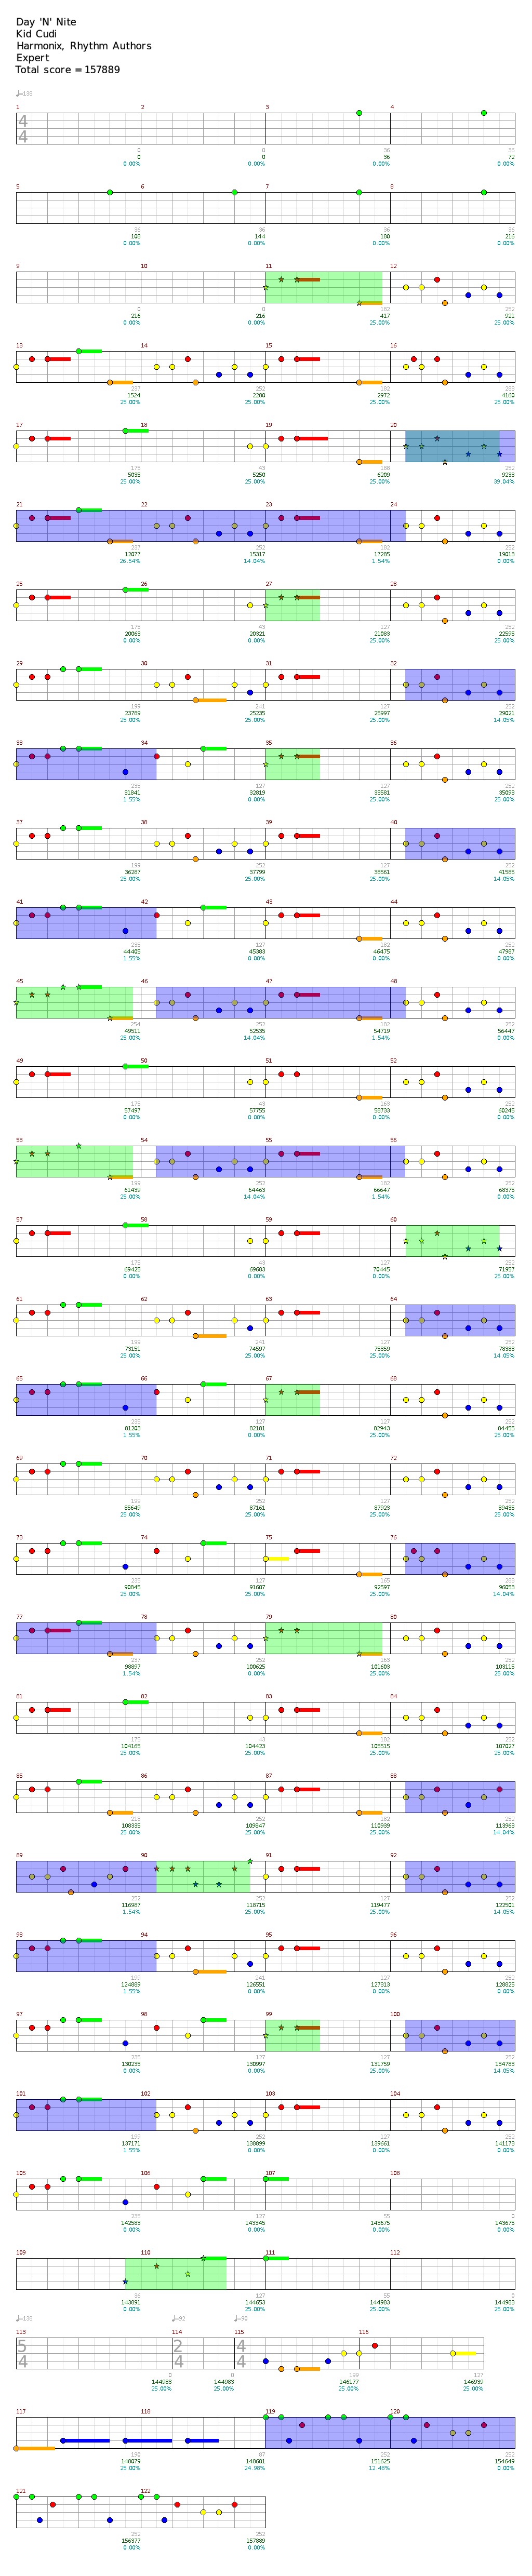 Day 'N' Nite
Kid Cudi
Harmonix, Rhythm Authors
Expert
Total score = 157889
♩=138
1 2 3 4
4
4
0 0 36 36
0 0 36 72
0.00% 0.00% 0.00% 0.00%
5 6 7 8
36 36 36 36
108 144 180 216
0.00% 0.00% 0.00% 0.00%
9 10 11 12
0 0 182 252
216 216 417 921
0.00% 0.00% 25.00% 25.00%
13 14 15 16
237 252 182 298
1524 2280 2972 4160
25.00% 25.00% 25.00% 25.00%
17 18 19 20
175 43 188 252
5035 5250 6209 9233
25.00% 25.00% 25.00% 39.04%
21 22 23 24
237 252 182 252
12077 15317 17285 19013
26.54% 14.04% 1.54% 0.00%
25 26 27 28
175 43 127 252
20063 20321 21083 22595
0.00% 0.00% 25.00% 25.00%
29 30 31 32
199 241 127 252
23789 25235 25997 29021
25.00% 25.00% 25.00% 14.05%
33 34 35 36
235 127 127 252
31841 32819 33581 35093
1.55% 0.00% 25.00% 25.00%
37 38 39 40
199 252 127 252
36287 37799 38561 41585
25.00% 25.00% 25.00% 14.05%
41 42 43 44
235 127 182 252
44405 45383 46475 47987
1.55% 0.00% 0.00% 0.00%
45 46 47 48
254 252 182 252
49511 52535 54719 56447
25.00% 14.04% 1.54% 0.00%
49 50 51 52
175 43 163 252
57497 57755 58733 60245
0.00% 0.00% 0.00% 0.00%
53 54 55 56
199 252 182 252
61439 64463 66647 68375
25.00% 14.04% 1.54% 0.00%
57 58 59 60
175 43 127 252
69425 69683 70445 71957
0.00% 0.00% 0.00% 25.00%
61 62 63 64
199 241 127 252
73151 74597 75359 78383
25.00% 25.00% 25.00% 14.05%
65 66 67 68
235 127 127 252
81203 82181 82943 84455
1.55% 0.00% 25.00% 25.00%
69 70 71 72
199 252 127 252
85649 87161 87923 89435
25.00% 25.00% 25.00% 25.00%
73 74 75 76
235 127 185 298
90845 91607 92597 96053
25.00% 25.00% 25.00% 14.04%
77 78 79 80
237 252 163 252
98897 100625 101603 103115
1.54% 0.00% 25.00% 25.00%
81 82 83 84
175 43 182 252
104165 104423 105515 107027
25.00% 25.00% 25.00% 25.00%
85 86 87 88
218 252 182 252
108335 109847 110939 113963
25.00% 25.00% 25.00% 14.04%
89 90 91 92
252 252 127 252
116987 118715 119477 122501
1.54% 25.00% 25.00% 14.05%
93 94 95 96
199 241 127 252
124889 126551 127313 128825
1.55% 0.00% 0.00% 0.00%
97 98 99 100
235 127 127 252
130235 130997 131759 134783
0.00% 0.00% 25.00% 14.05%
101 102 103 104
199 252 127 252
137171 138899 139661 141173
1.55% 0.00% 0.00% 0.00%
105 106 107 108
235 127 55 0
142583 143345 143675 143675
0.00% 0.00% 0.00% 0.00%
109 110 111 112
36 127 55 0
143891 144653 144983 144983
0.00% 25.00% 25.00% 25.00%
♩=138 ♩=92 ♩=90
113 114 115 116
5 2 4
4 4 4
0 0 199 127
144983 144983 146177 146939
25.00% 25.00% 25.00% 25.00%
117 118 119 120
190 87 252 252
148079 148601 151625 154649
25.00% 24.98% 12.48% 0.00%
121 122
252 252
156377 157889
0.00% 0.00%